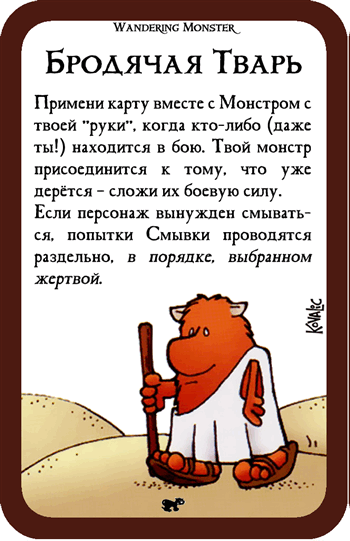 Wandering Monster
Бродячая Тварь
Примени карту вместе с Монстром с
твоей "руки", когда кто-либо (даже
ты!) находится в бою. Твой монстр
присоединится к тому, что уже
дерётся – сложи их боевую силу.
Если персонаж вынужден смывать-
ся, попытки Смывки проводятся
раздельно, в порядке, выбранном
жертвой.
Kovalic